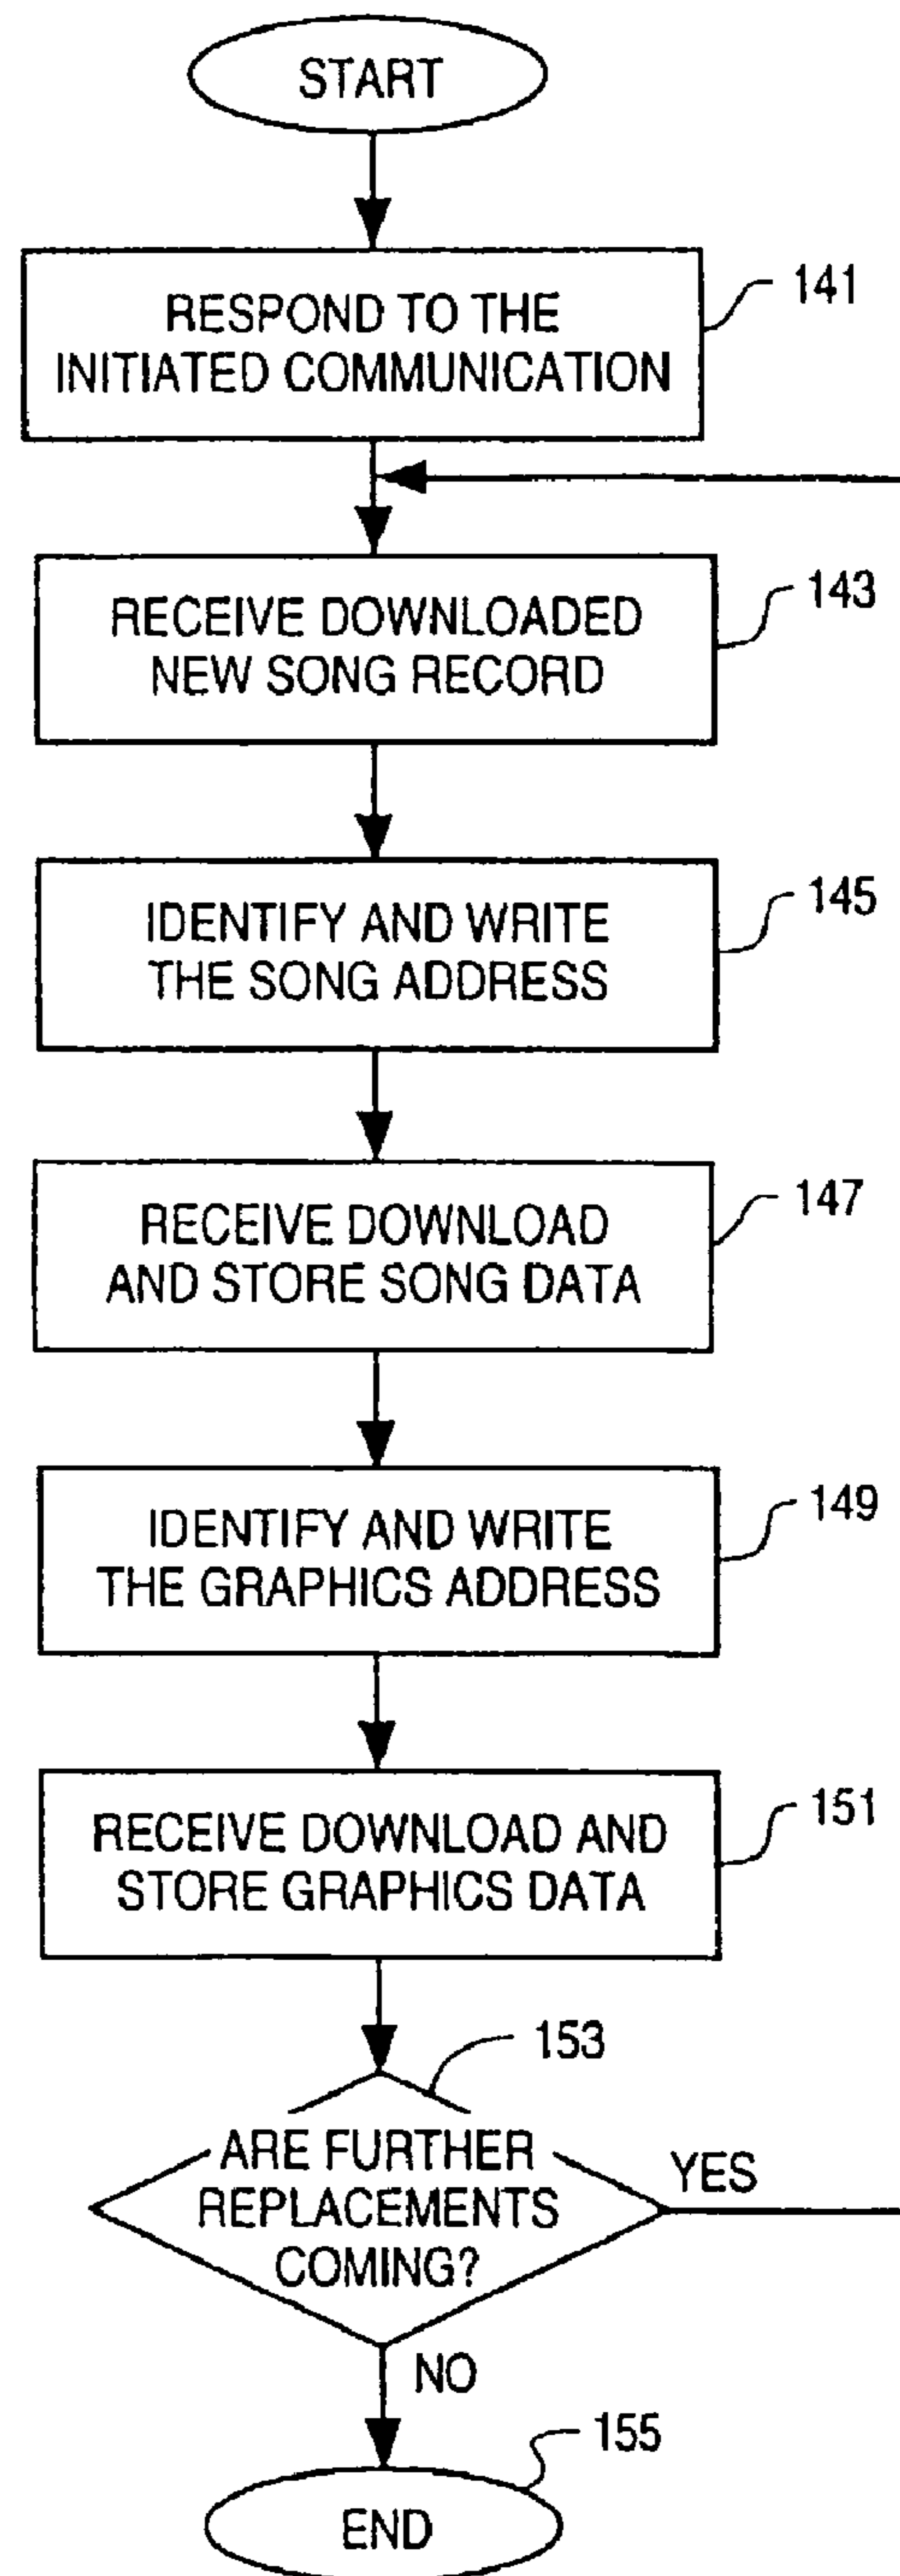 START
RESPOND TO THE
INITIATED COMMUNICATION
141
RECEIVE DOWNLOADED
NEW SONG RECORD
143
IDENTIFY AND WRITE
THE SONG ADDRESS
145
RECEIVE DOWNLOAD
AND STORE SONG DATA
147
IDENTIFY AND WRITE
THE GRAPHICS ADDRESS
149
RECEIVE DOWNLOAD AND
STORE GRAPHICS DATA
151
153
ARE FURTHER
REPLACEMENTS
COMING?
YES
NO
155
END